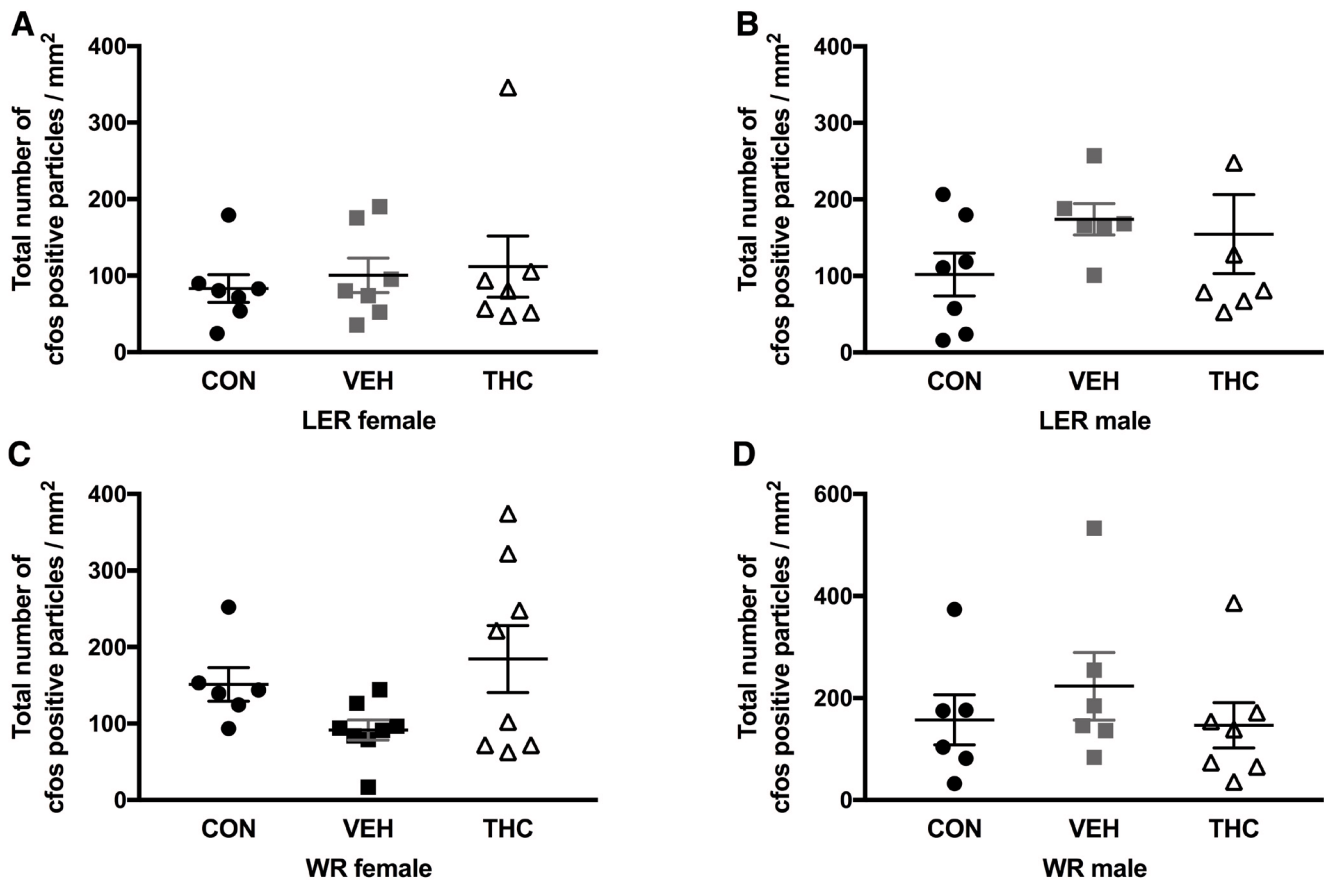 A
Total number of
cfos positive particles / mm²
400
300
200
100
0
CON VEH THC
LER female
B
Total number of
cfos positive particles / mm²
400
300
200
100
0
CON VEH THC
LER male
C
Total number of
cfos positive particles / mm²
400
300
200
100
0
CON VEH THC
WR female
D
Total number of
cfos positive particles / mm²
600
400
200
0
CON VEH THC
WR male